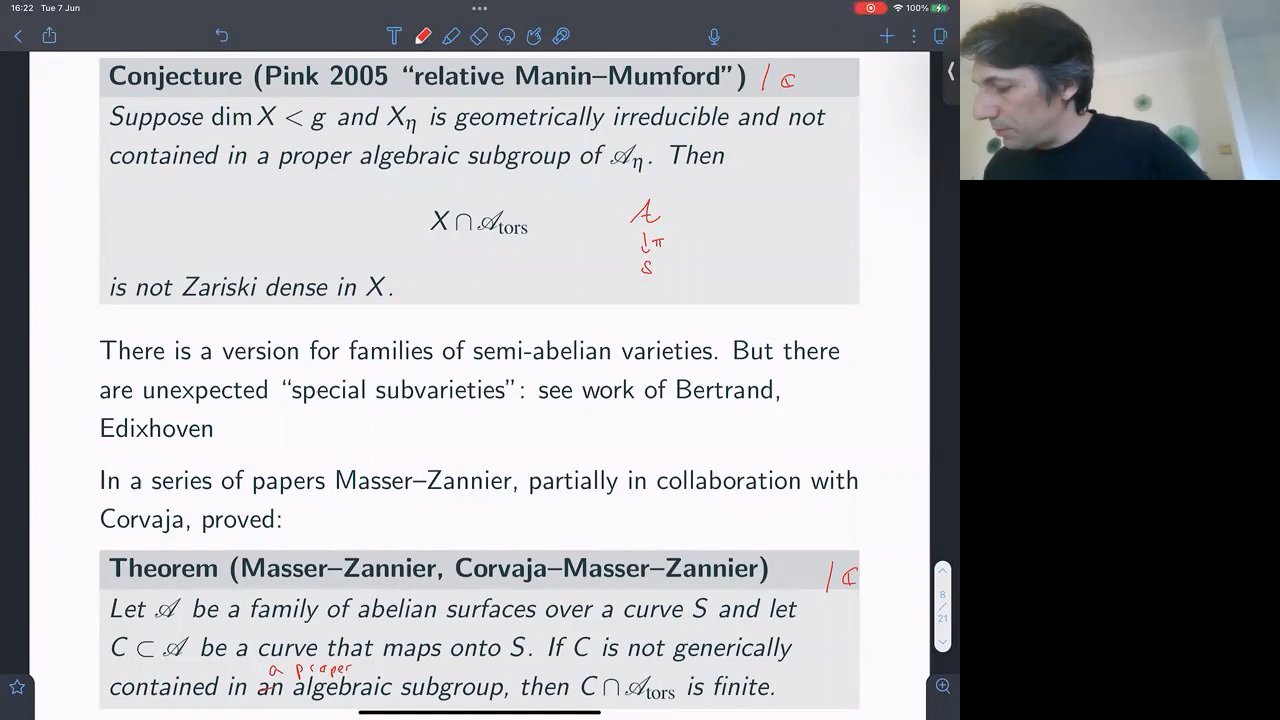 16:22 Tue 7 Jun
100%
Conjecture (Pink 2005 “relative Manin–Mumford”) / ℂ
Suppose dim X < g and X_η is geometrically irreducible and not
contained in a proper algebraic subgroup of 𝒜_η. Then
X ∩ 𝒜_tors
𝒜
↓π
S
is not Zariski dense in X.
There is a version for families of semi-abelian varieties. But there
are unexpected “special subvarieties”: see work of Bertrand,
Edixhoven
In a series of papers Masser–Zannier, partially in collaboration with
Corvaja, proved:
Theorem (Masser–Zannier, Corvaja–Masser–Zannier) / ℂ
Let 𝒜 be a family of abelian surfaces over a curve S and let
C ⊂ 𝒜 be a curve that maps onto S. If C is not generically
a proper
contained in an algebraic subgroup, then C ∩ 𝒜_tors is finite.
8
/
21